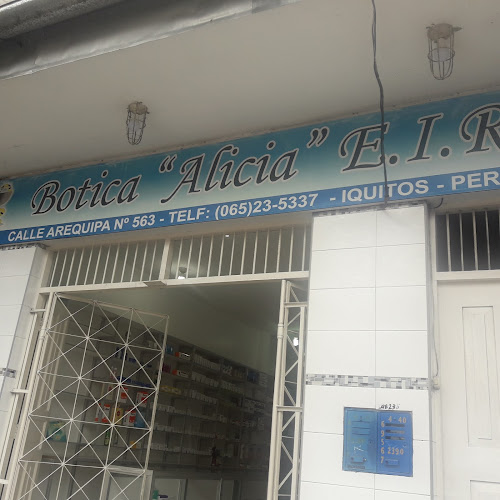 Botica "Alicia" E.I.R
CALLE AREQUIPA Nº 563 - TELF: (065)23-5337 - IQUITOS - PER